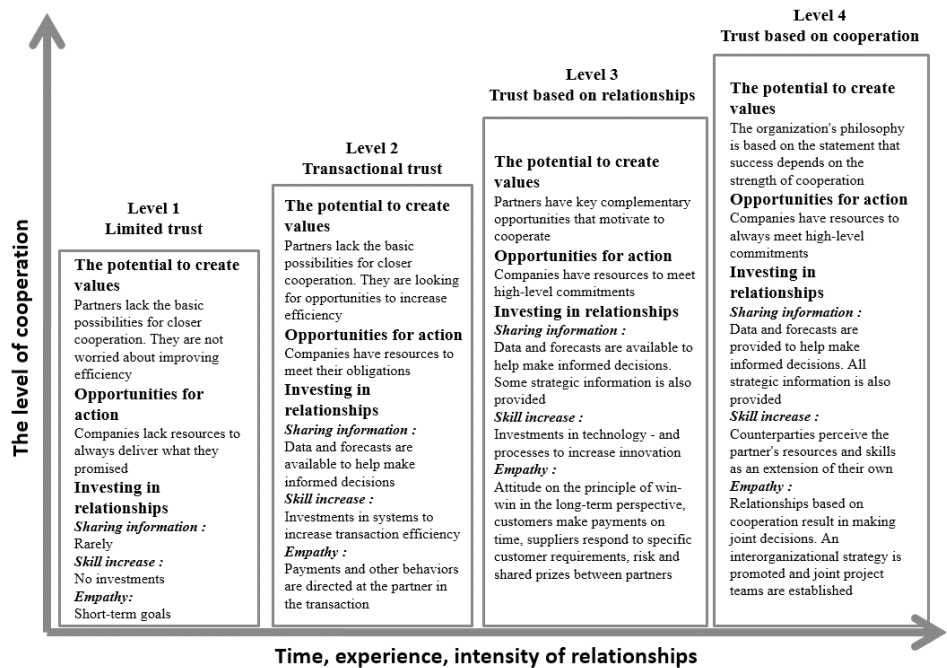 The level of cooperation
Level 1
Limited trust
The potential to create
values
Partners lack the basic
possibilities for closer
cooperation. They are not
worried about improving
efficiency
Opportunities for
action
Companies lack resources to
always deliver what they
promised
Investing in
relationships
Sharing information :
Rarely
Skill increase :
No investments
Empathy:
Short-term goals
Level 2
Transactional trust
The potential to create
values
Partners lack the basic
possibilities for closer
cooperation. They are looking
for opportunities to increase
efficiency
Opportunities for action
Companies have resources to
meet their obligations
Investing in
relationships
Sharing information :
Data and forecasts are
available to help make
informed decisions
Skill increase :
Investments in systems to
increase transaction efficiency
Empathy :
Payments and other behaviors
are directed at the partner in
the transaction
Level 3
Trust based on relationships
The potential to create
values
Partners have key complementary
opportunities that motivate to
cooperate
Opportunities for action
Companies have resources to meet
high-level commitments
Investing in relationships
Sharing information :
Data and forecasts are available to
help make informed decisions.
Some strategic information is also
provided
Skill increase :
Investments in technology - and
processes to increase innovation
Empathy :
Attitude on the principle of win-
win in the long-term perspective,
customers make payments on
time, suppliers respond to specific
customer requirements, risk and
shared prizes between partners
Level 4
Trust based on cooperation
The potential to create
values
The organization's philosophy
is based on the statement that
success depends on the
strength of cooperation
Opportunities for action
Companies have resources to
always meet high-level
commitments
Investing in
relationships
Sharing information :
Data and forecasts are
provided to help make
informed decisions. All
strategic information is also
provided
Skill increase :
Counterparties perceive the
partner's resources and skills
as an extension of their own
Empathy :
Relationships based on
cooperation result in making
joint decisions. An
interorganizational strategy is
promoted and joint project
teams are established
Time, experience, intensity of relationships